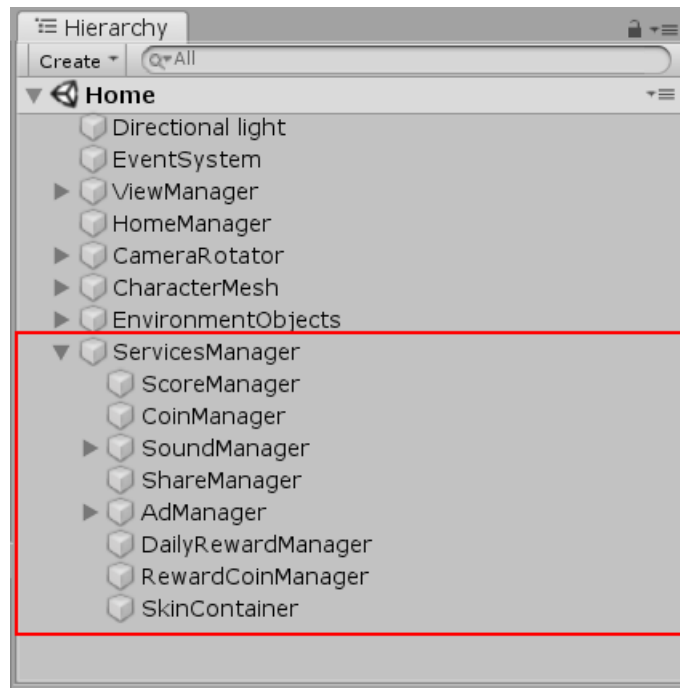 Hierarchy
Create All
Home
Directional light
EventSystem
ViewManager
HomeManager
CameraRotator
CharacterMesh
EnvironmentObjects
ServicesManager
ScoreManager
CoinManager
SoundManager
ShareManager
AdManager
DailyRewardManager
RewardCoinManager
SkinContainer